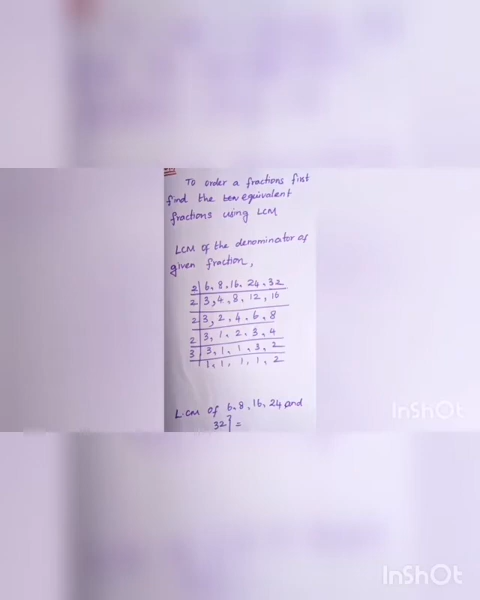 To order a fractions first
find the ten equivalent
fractions using LCM
LCM of the denominator of
given fraction,
2 | 6, 8, 16, 24, 32
2 | 3, 4, 8, 12, 16
2 | 3, 2, 4, 6, 8
2 | 3, 1, 2, 3, 4
3 | 3, 1, 1, 3, 2
1, 1, 1, 1, 2
L.CM of 6, 8, 16, 24 and
32] =
InShOt
InShOt